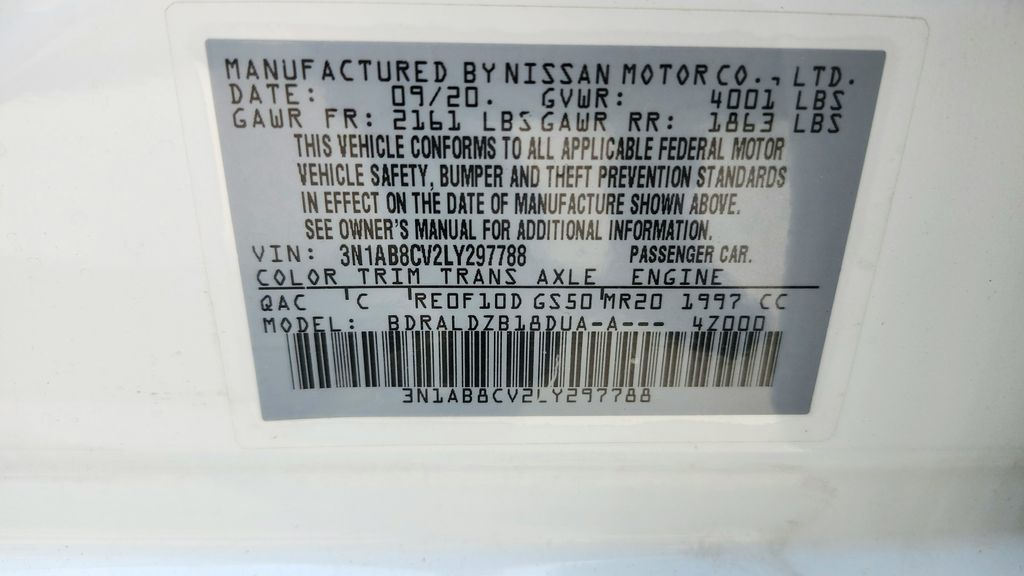 MANUFACTURED BY NISSAN MOTOR CO., LTD.
DATE: 09/20. GVWR: 4001 LBS
GAWR FR: 2161 LBS GAWR RR: 1863 LBS
THIS VEHICLE CONFORMS TO ALL APPLICABLE FEDERAL MOTOR
VEHICLE SAFETY, BUMPER AND THEFT PREVENTION STANDARDS
IN EFFECT ON THE DATE OF MANUFACTURE SHOWN ABOVE.
SEE OWNER'S MANUAL FOR ADDITIONAL INFORMATION.
VIN: 3N1AB8CV2LY297788 PASSENGER CAR.
COLOR TRIM TRANS AXLE ENGINE
QAC C RE0F10D GS50 MR20 1997 CC
MODEL: BDRALDZB18DUA-A--- 4Z000
3N1AB8CV2LY297788